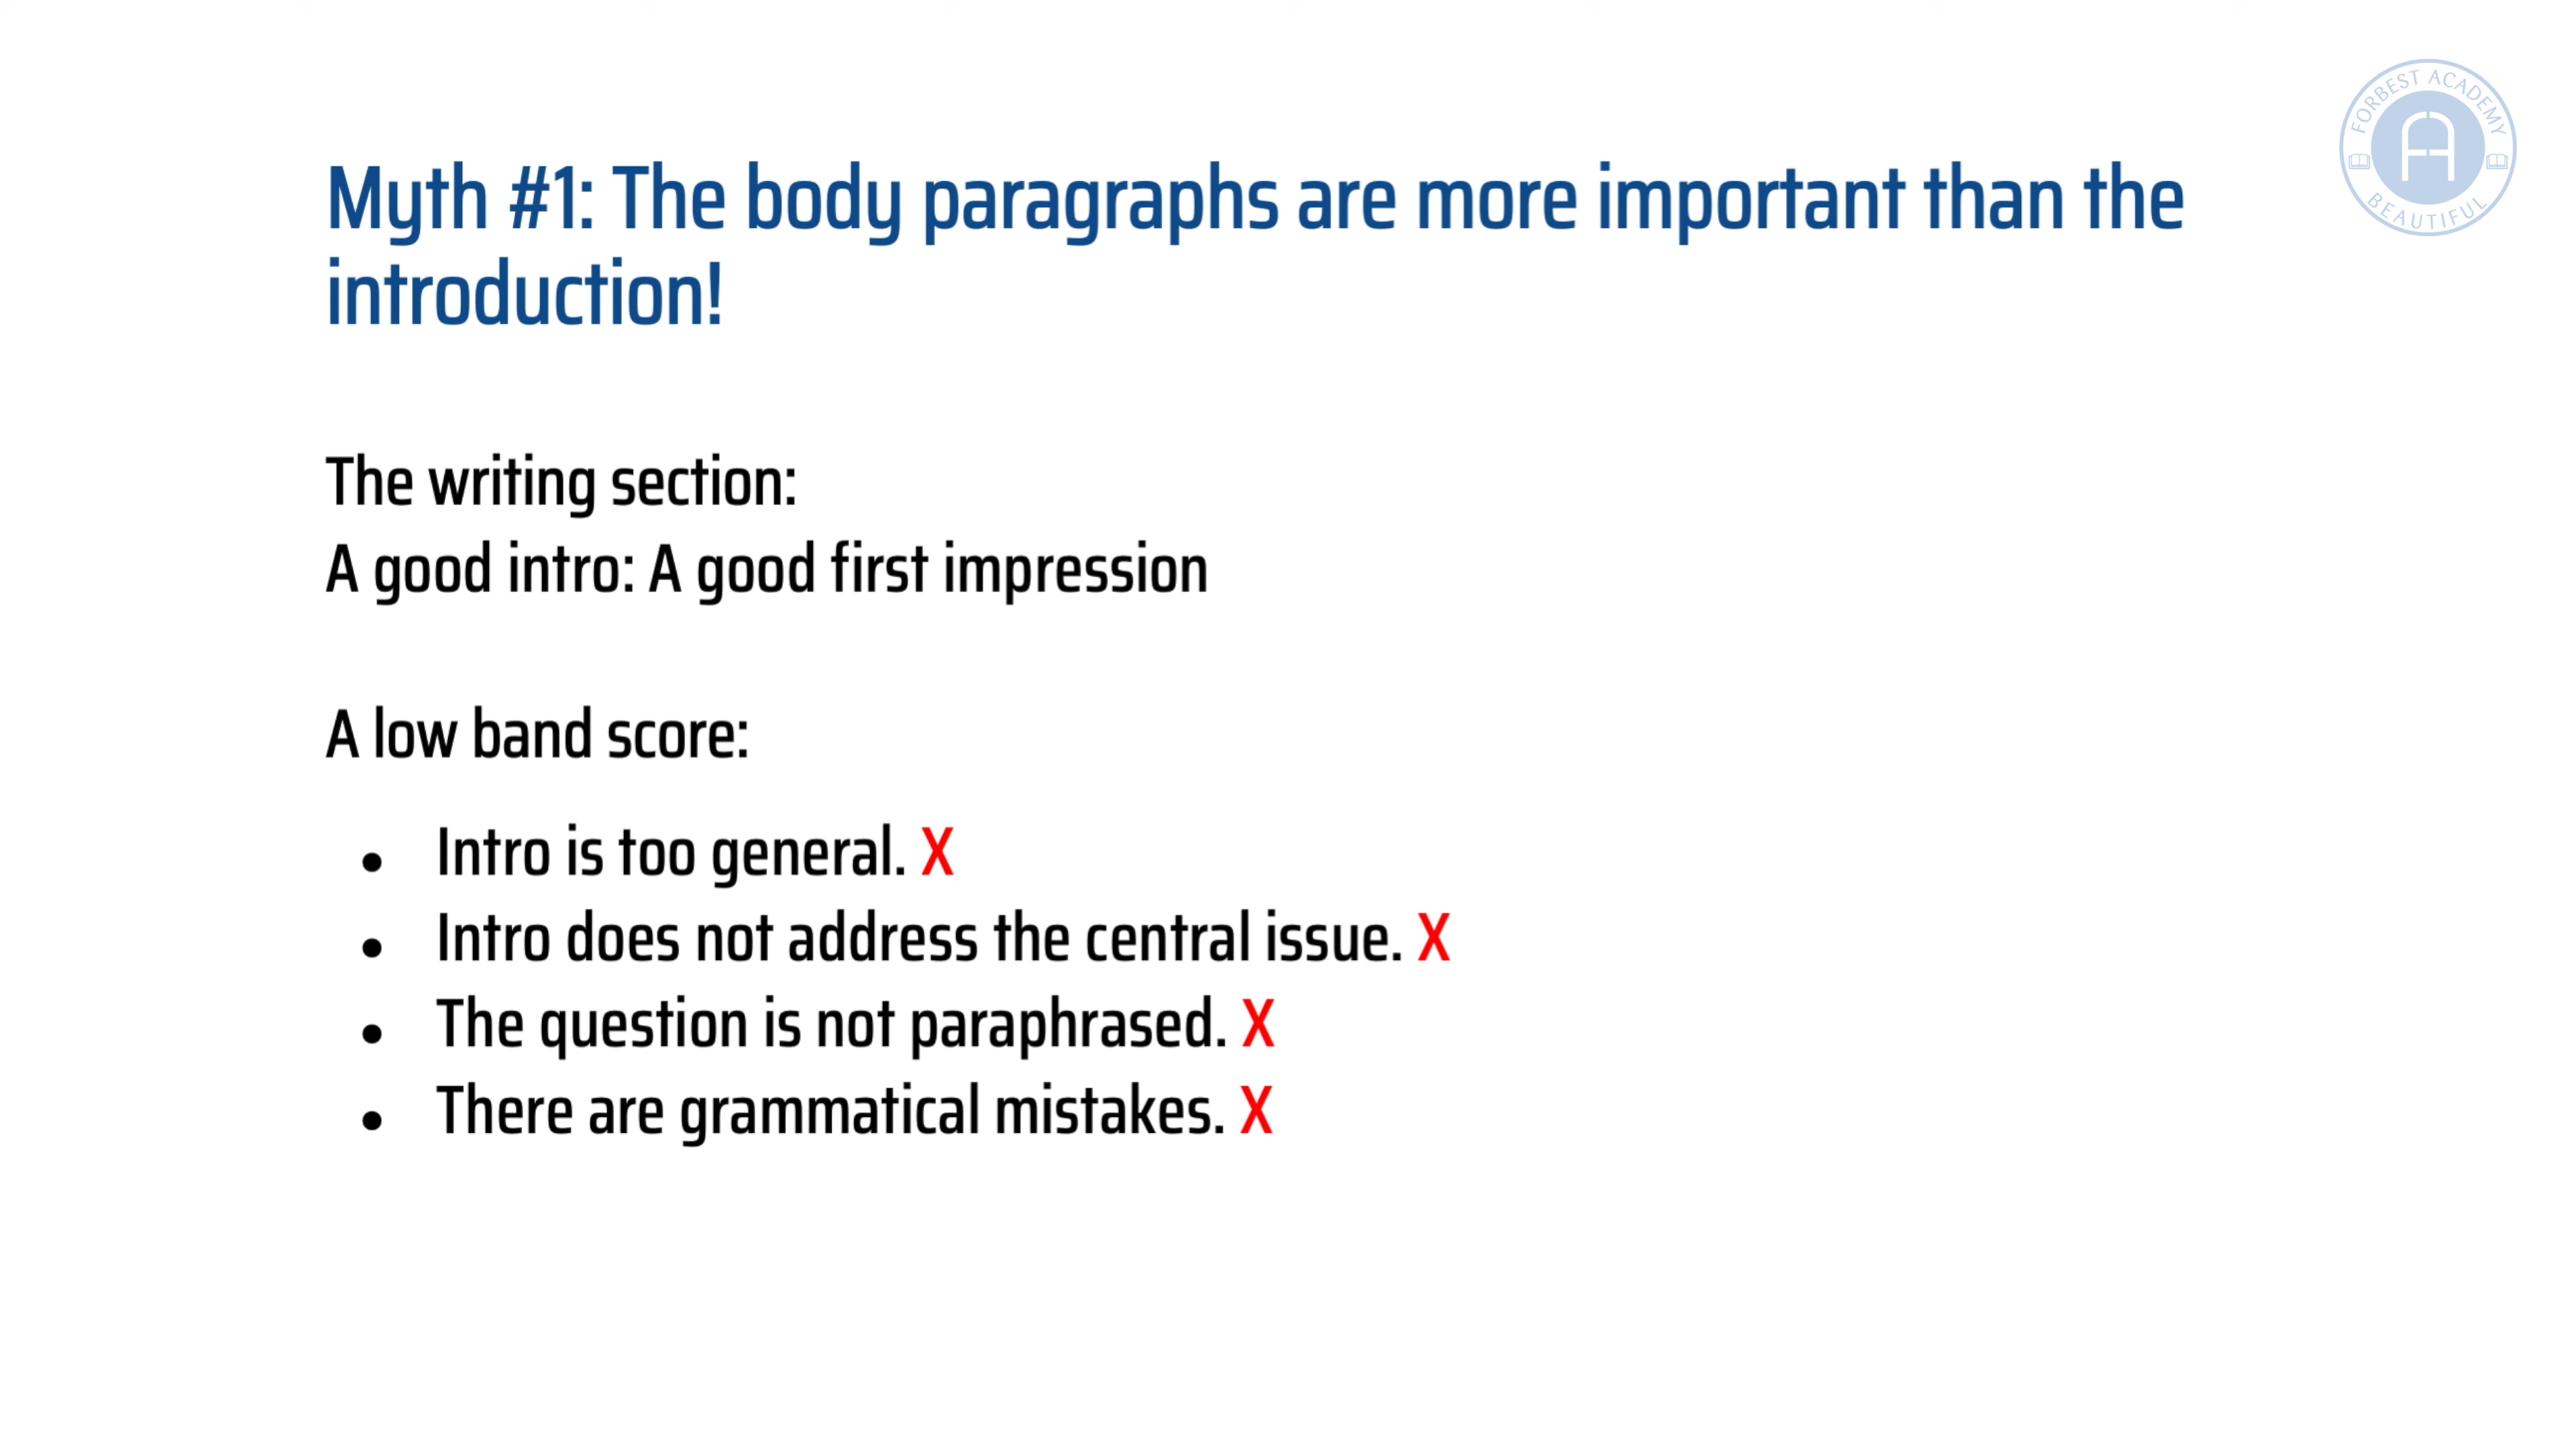 FORBEST ACADEMY
BEAUTIFUL
Myth #1: The body paragraphs are more important than the
introduction!
The writing section:
A good intro: A good first impression
A low band score:
• Intro is too general. X
• Intro does not address the central issue. X
• The question is not paraphrased. X
• There are grammatical mistakes. X